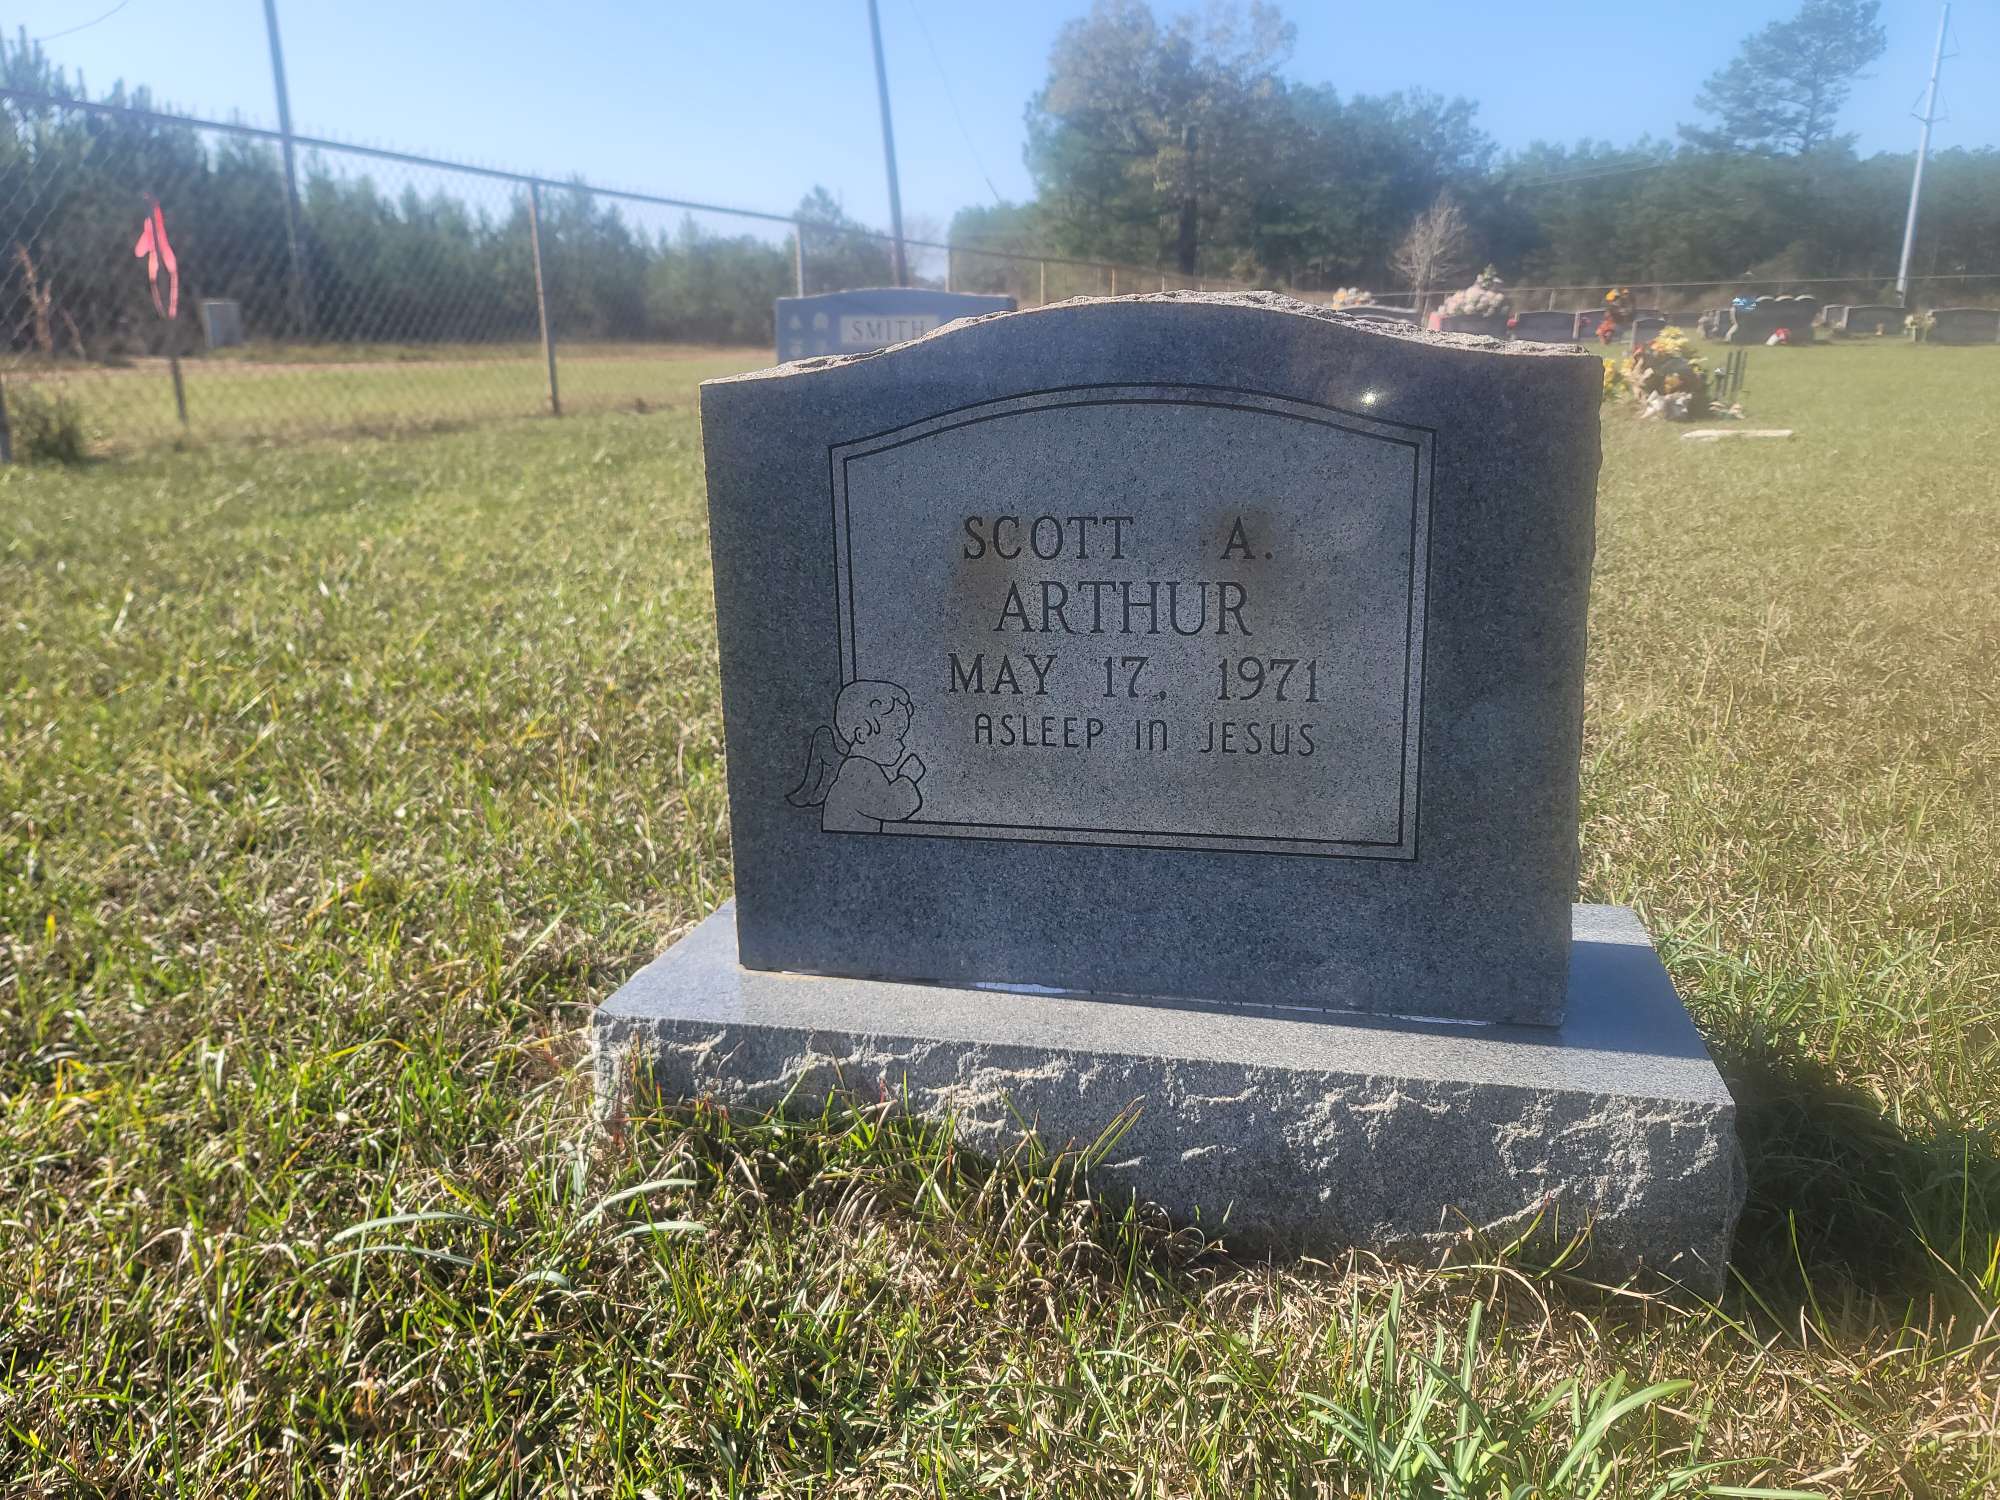 SMITH
SCOTT A.
ARTHUR
MAY 17, 1971
ASLEEP IN JESUS